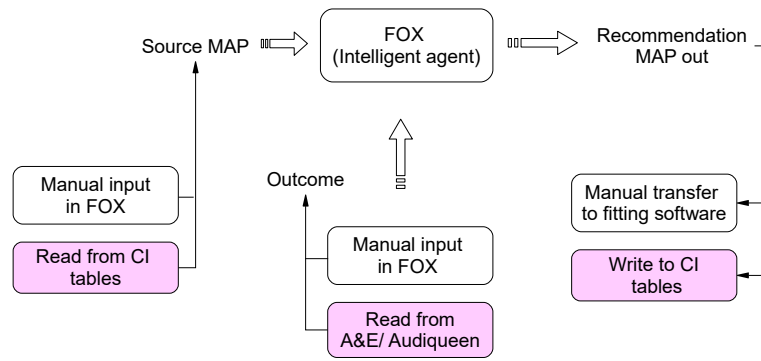 Source MAP
FOX
(Intelligent agent)
Recommendation
MAP out
Manual input
in FOX
Read from CI
tables
Outcome
Manual input
in FOX
Read from
A&E/ Audiqueen
Manual transfer
to fitting software
Write to CI
tables